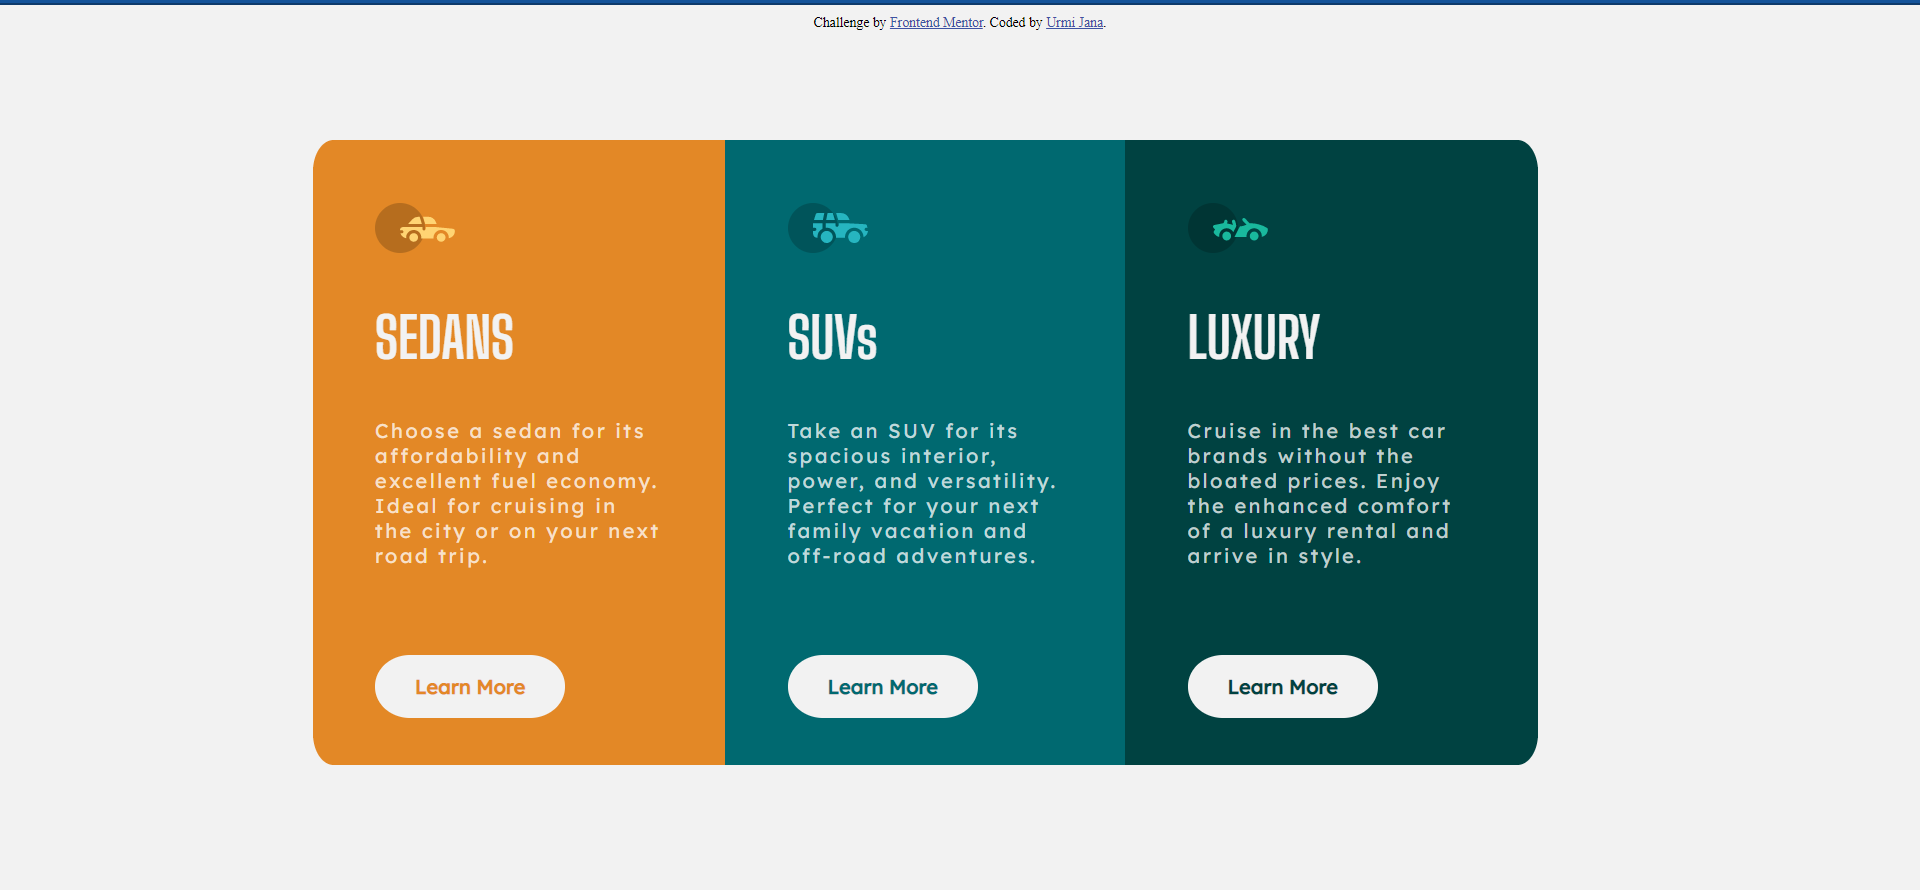 Challenge by Frontend Mentor. Coded by Urmi Jana.
SEDANS
Choose a sedan for its
affordability and
excellent fuel economy.
Ideal for cruising in
the city or on your next
road trip.
Learn More
SUVs
Take an SUV for its
spacious interior,
power, and versatility.
Perfect for your next
family vacation and
off-road adventures.
Learn More
LUXURY
Cruise in the best car
brands without the
bloated prices. Enjoy
the enhanced comfort
of a luxury rental and
arrive in style.
Learn More